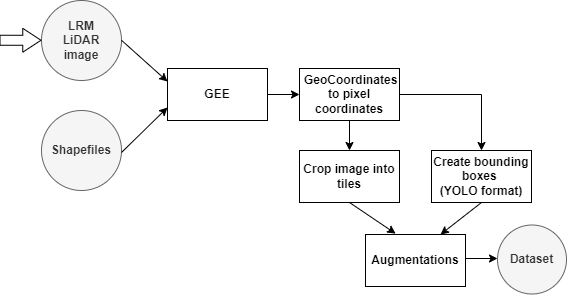 LRM
LiDAR
image
Shapefiles
GEE
GeoCoordinates
to pixel
coordinates
Crop image into
tiles
Create bounding
boxes
(YOLO format)
Augmentations
Dataset